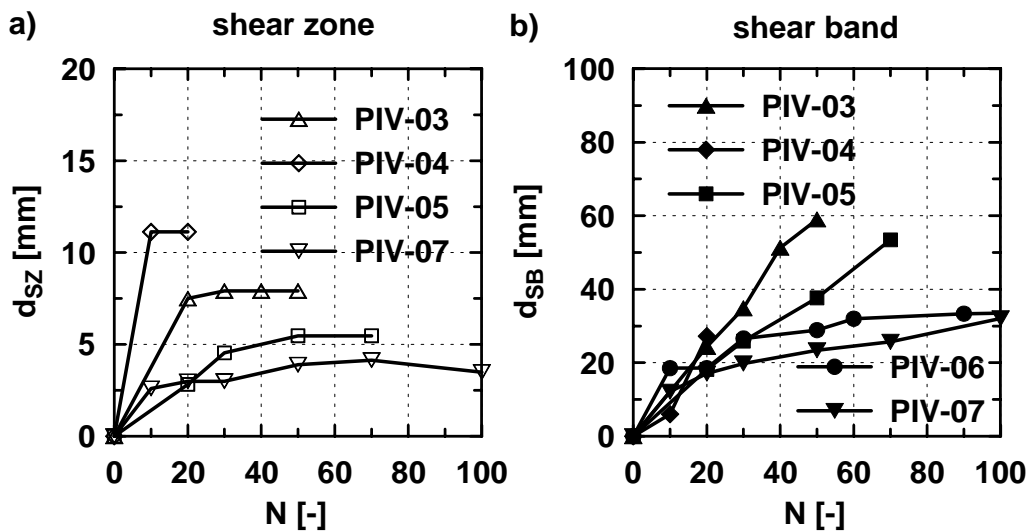 a)
shear zone
20
15
10
5
0
d_SZ [mm]
PIV-03
PIV-04
PIV-05
PIV-07
0 20 40 60 80 100
N [-]
b)
shear band
100
80
60
40
20
0
d_SB [mm]
PIV-03
PIV-04
PIV-05
PIV-06
PIV-07
0 20 40 60 80 100
N [-]